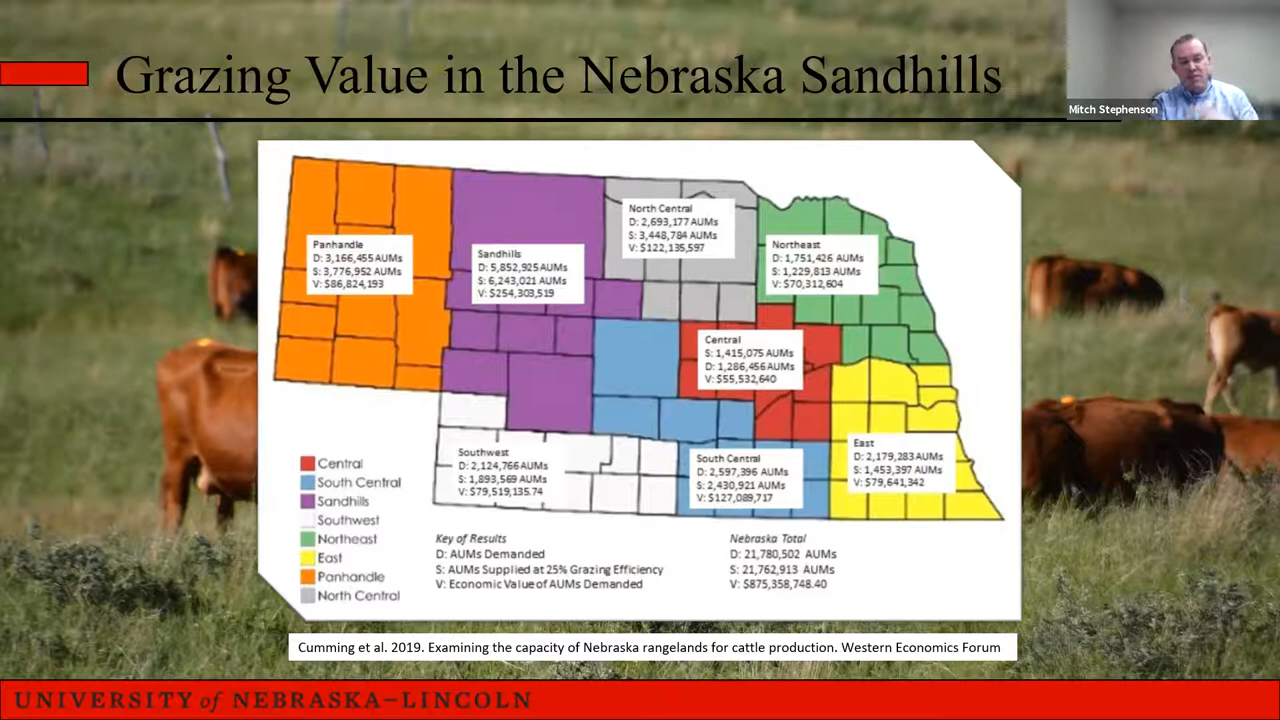 Grazing Value in the Nebraska Sandhills
Mitch Stephenson
Panhandle
D: 3,166,455 AUMs
S: 3,776,952 AUMs
V: $86,824,193
Sandhills
D: 5,852,925 AUMs
S: 6,243,021 AUMs
V: $254,303,519
North Central
D: 2,693,177 AUMs
S: 3,448,784 AUMs
V: $122,135,597
Northeast
D: 1,751,426 AUMs
S: 1,229,813 AUMs
V: $70,312,604
Central
S: 1,415,075 AUMs
D: 1,286,456 AUMs
V: $55,532,640
Southwest
D: 2,124,766 AUMs
S: 1,893,569 AUMs
V: $79,519,135.74
South Central
D: 2,597,396 AUMs
S: 2,430,921 AUMs
V: $127,089,717
East
D: 2,179,283 AUMs
S: 1,453,397 AUMs
V: $79,641,342
Central
South Central
Sandhills
Southwest
Northeast
East
Panhandle
North Central
Key of Results
D: AUMs Demanded
S: AUMs Supplied at 25% Grazing Efficiency
V: Economic Value of AUMs Demanded
Nebraska Total
D: 21,780,502 AUMs
S: 21,762,913 AUMs
V: $875,358,748.40
Cumming et al. 2019. Examining the capacity of Nebraska rangelands for cattle production. Western Economics Forum
UNIVERSITY of NEBRASKA–LINCOLN